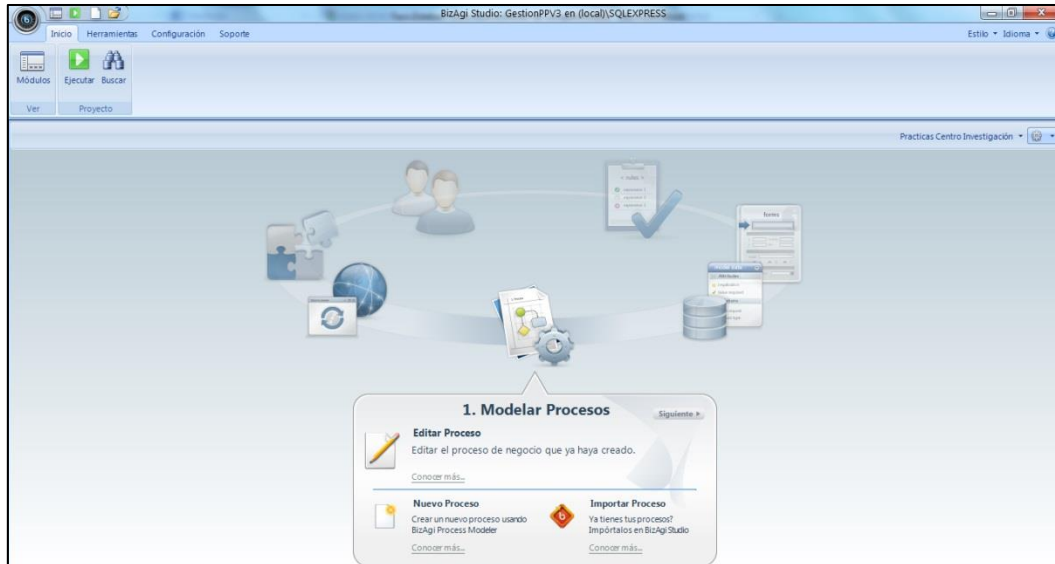 BizAgi Studio: GestionPPV3 en (local)\SQLEXPRESS
Inicio Herramientas Configuración Soporte
Estilo Idioma
Módulos Ejecutar Buscar
Ver Proyecto
Practicas Centro Investigación
forms
1. Modelar Procesos
Siguiente
Editar Proceso
Editar el proceso de negocio que ya haya creado.
Conocer más...
Nuevo Proceso
Crear un nuevo proceso usando
BizAgi Process Modeler
Conocer más...
Importar Proceso
Ya tienes tus procesos?
Impórtalos en BizAgi Studio
Conocer más...